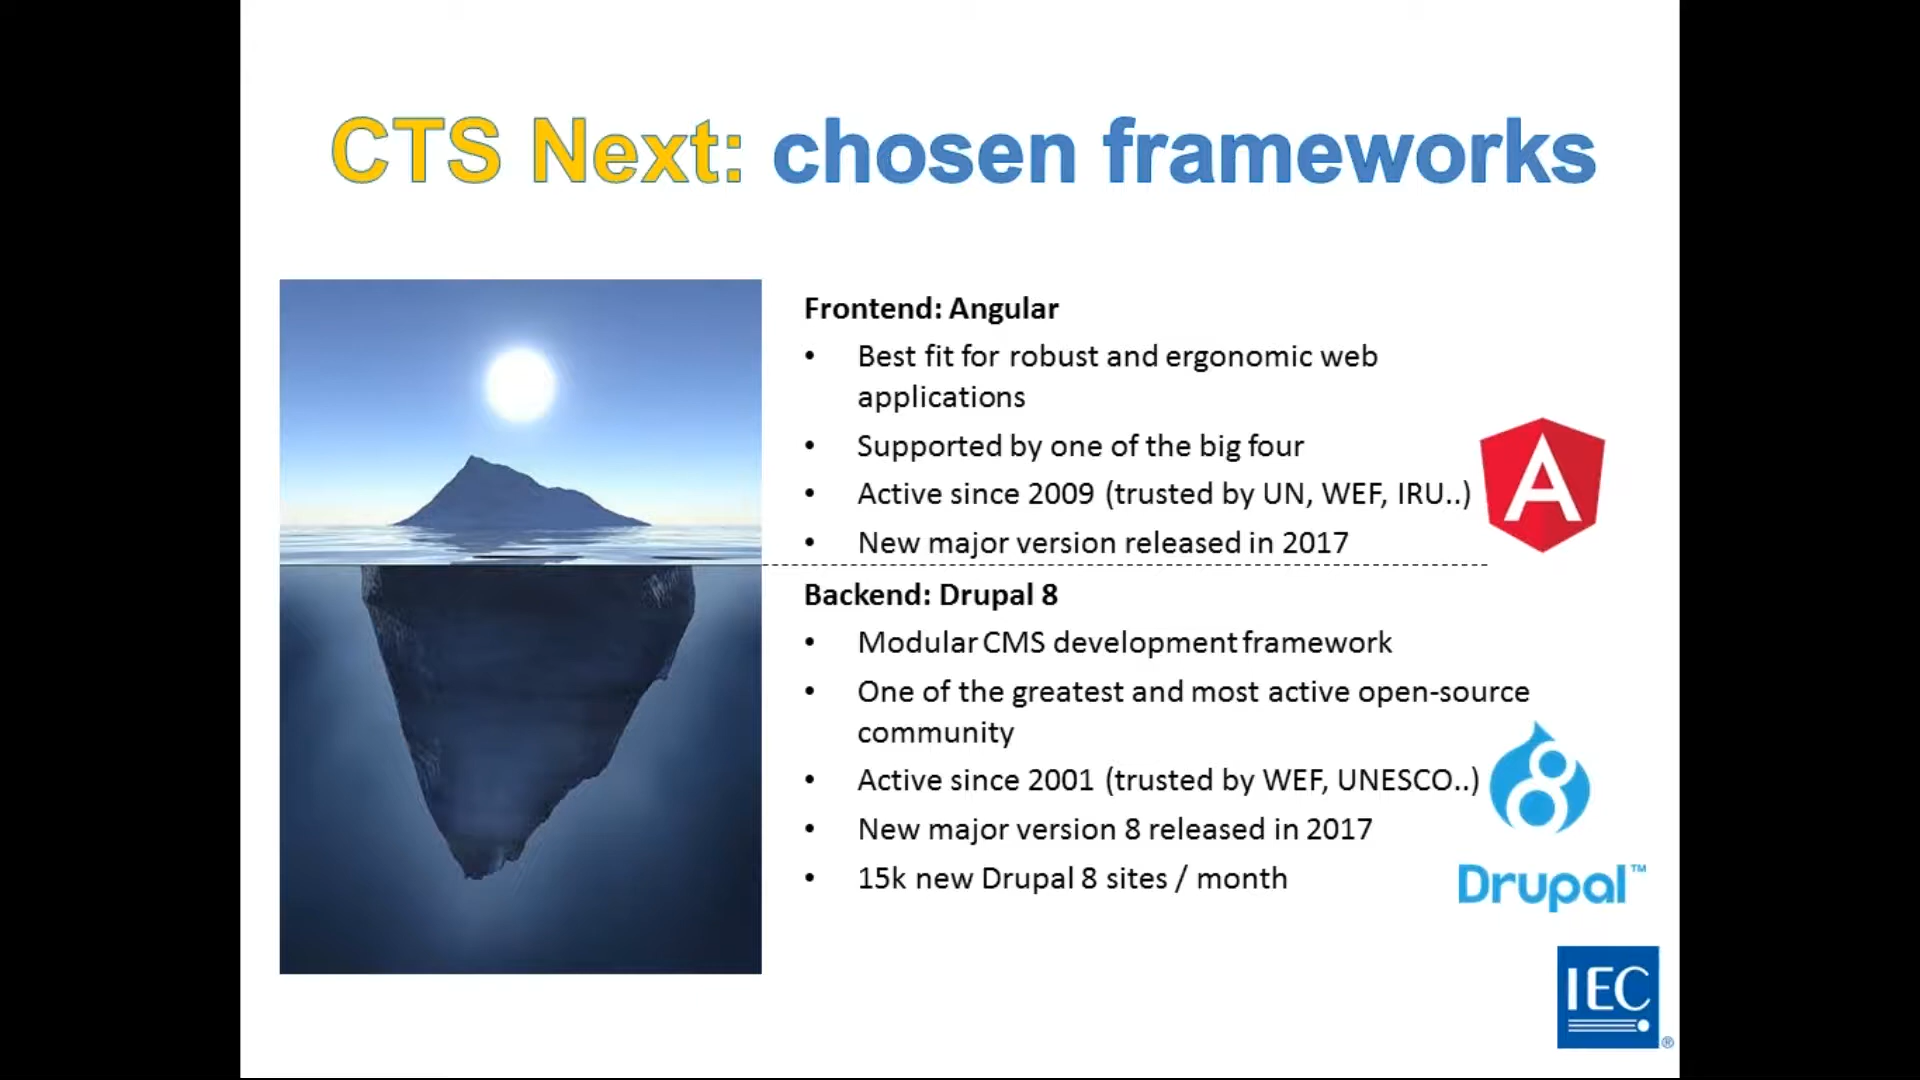 CTS Next: chosen frameworks
Frontend: Angular
• Best fit for robust and ergonomic web
applications
• Supported by one of the big four
• Active since 2009 (trusted by UN, WEF, IRU..)
• New major version released in 2017
A
Backend: Drupal 8
• Modular CMS development framework
• One of the greatest and most active open-source
community
• Active since 2001 (trusted by WEF, UNESCO..)
• New major version 8 released in 2017
• 15k new Drupal 8 sites / month
8
Drupal™
IEC
®